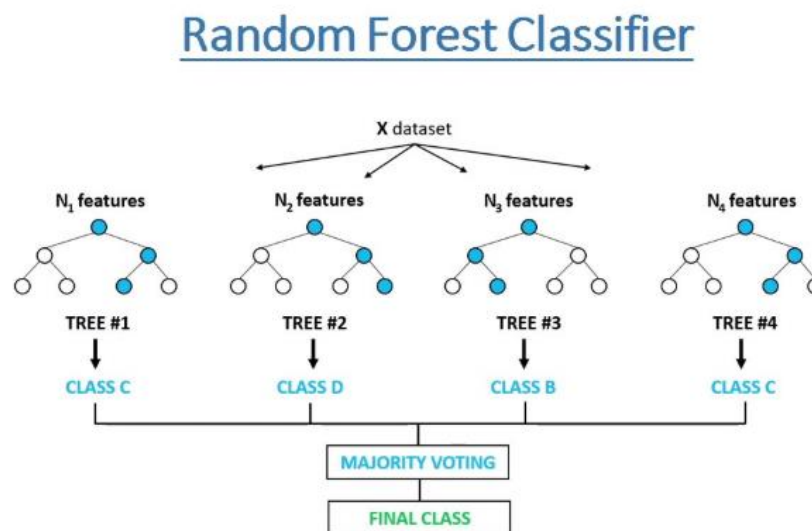 Random Forest Classifier
X dataset
N₁ features N₂ features N₃ features N₄ features
TREE #1 TREE #2 TREE #3 TREE #4
CLASS C CLASS D CLASS B CLASS C
MAJORITY VOTING
FINAL CLASS